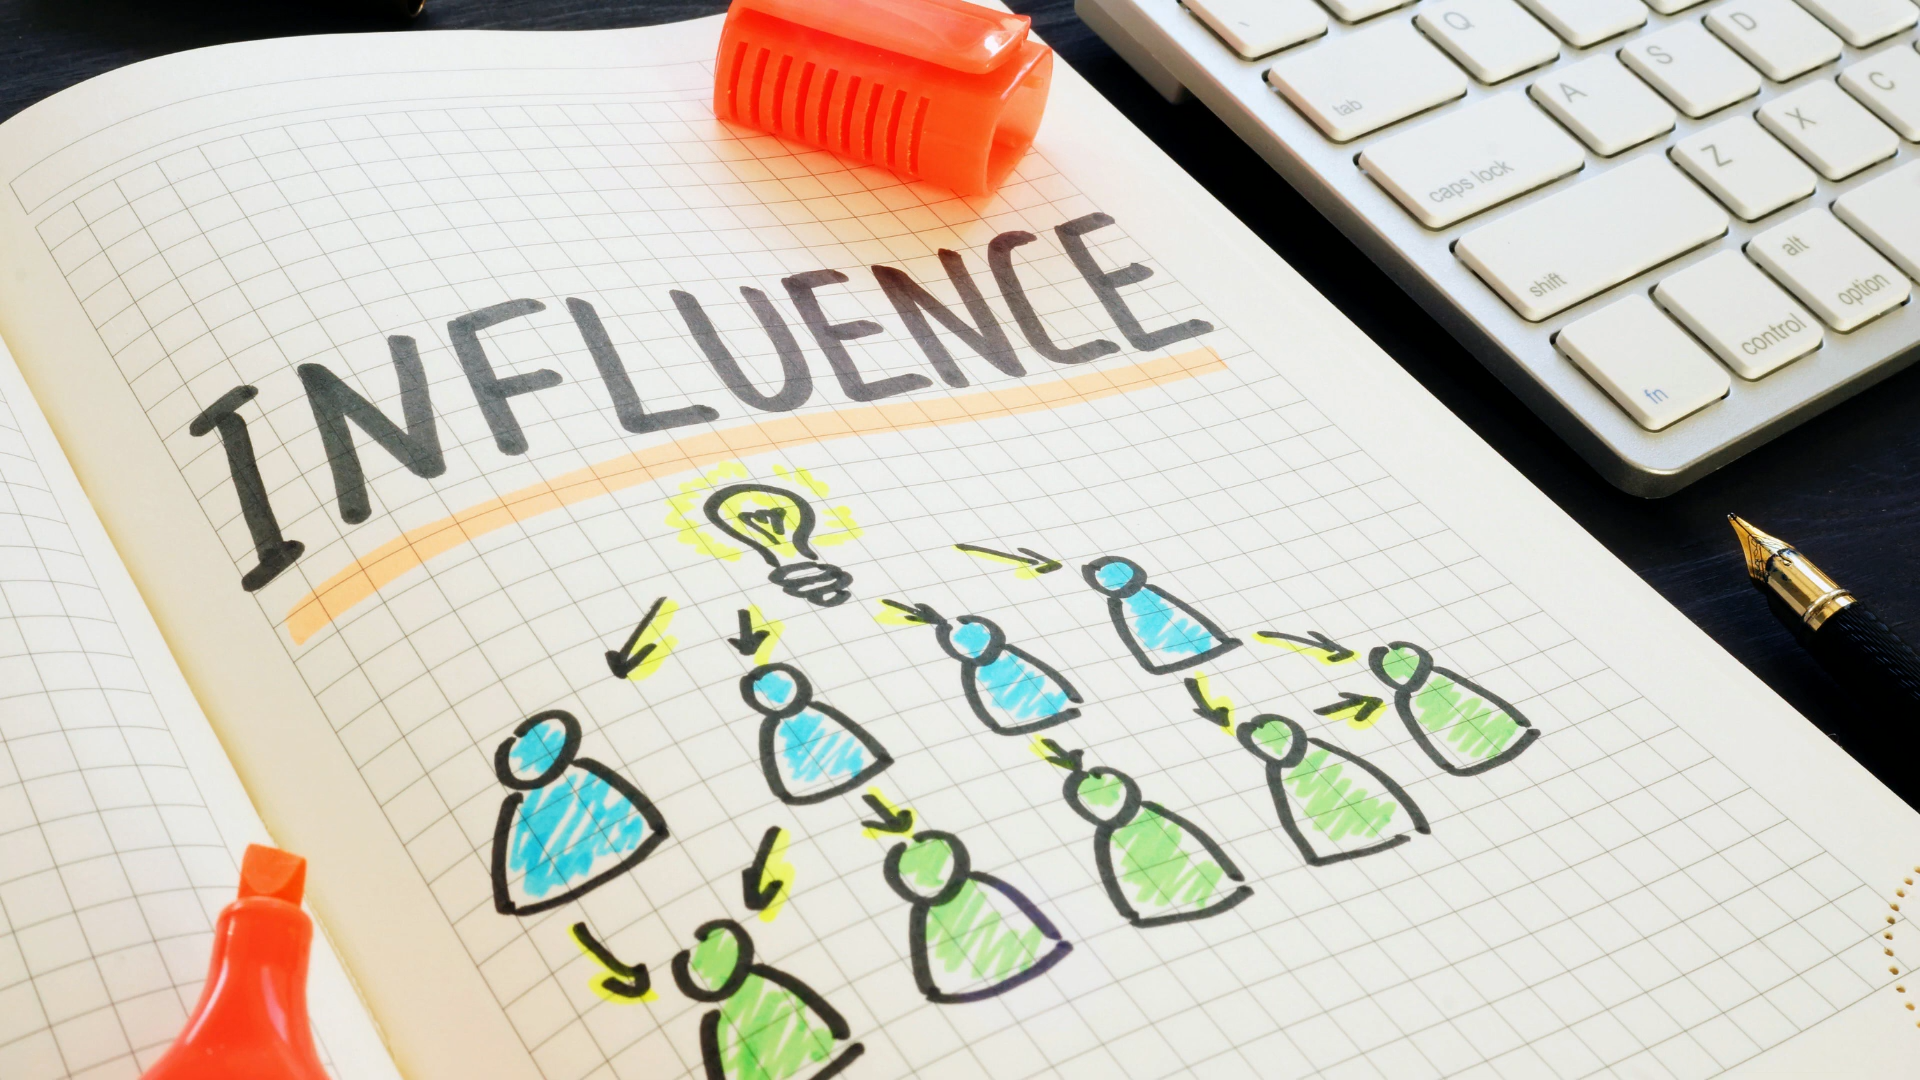 INFLUENCE
Q
D
tab
A
S
C
caps lock
Z
X
shift
alt
option
control
fn